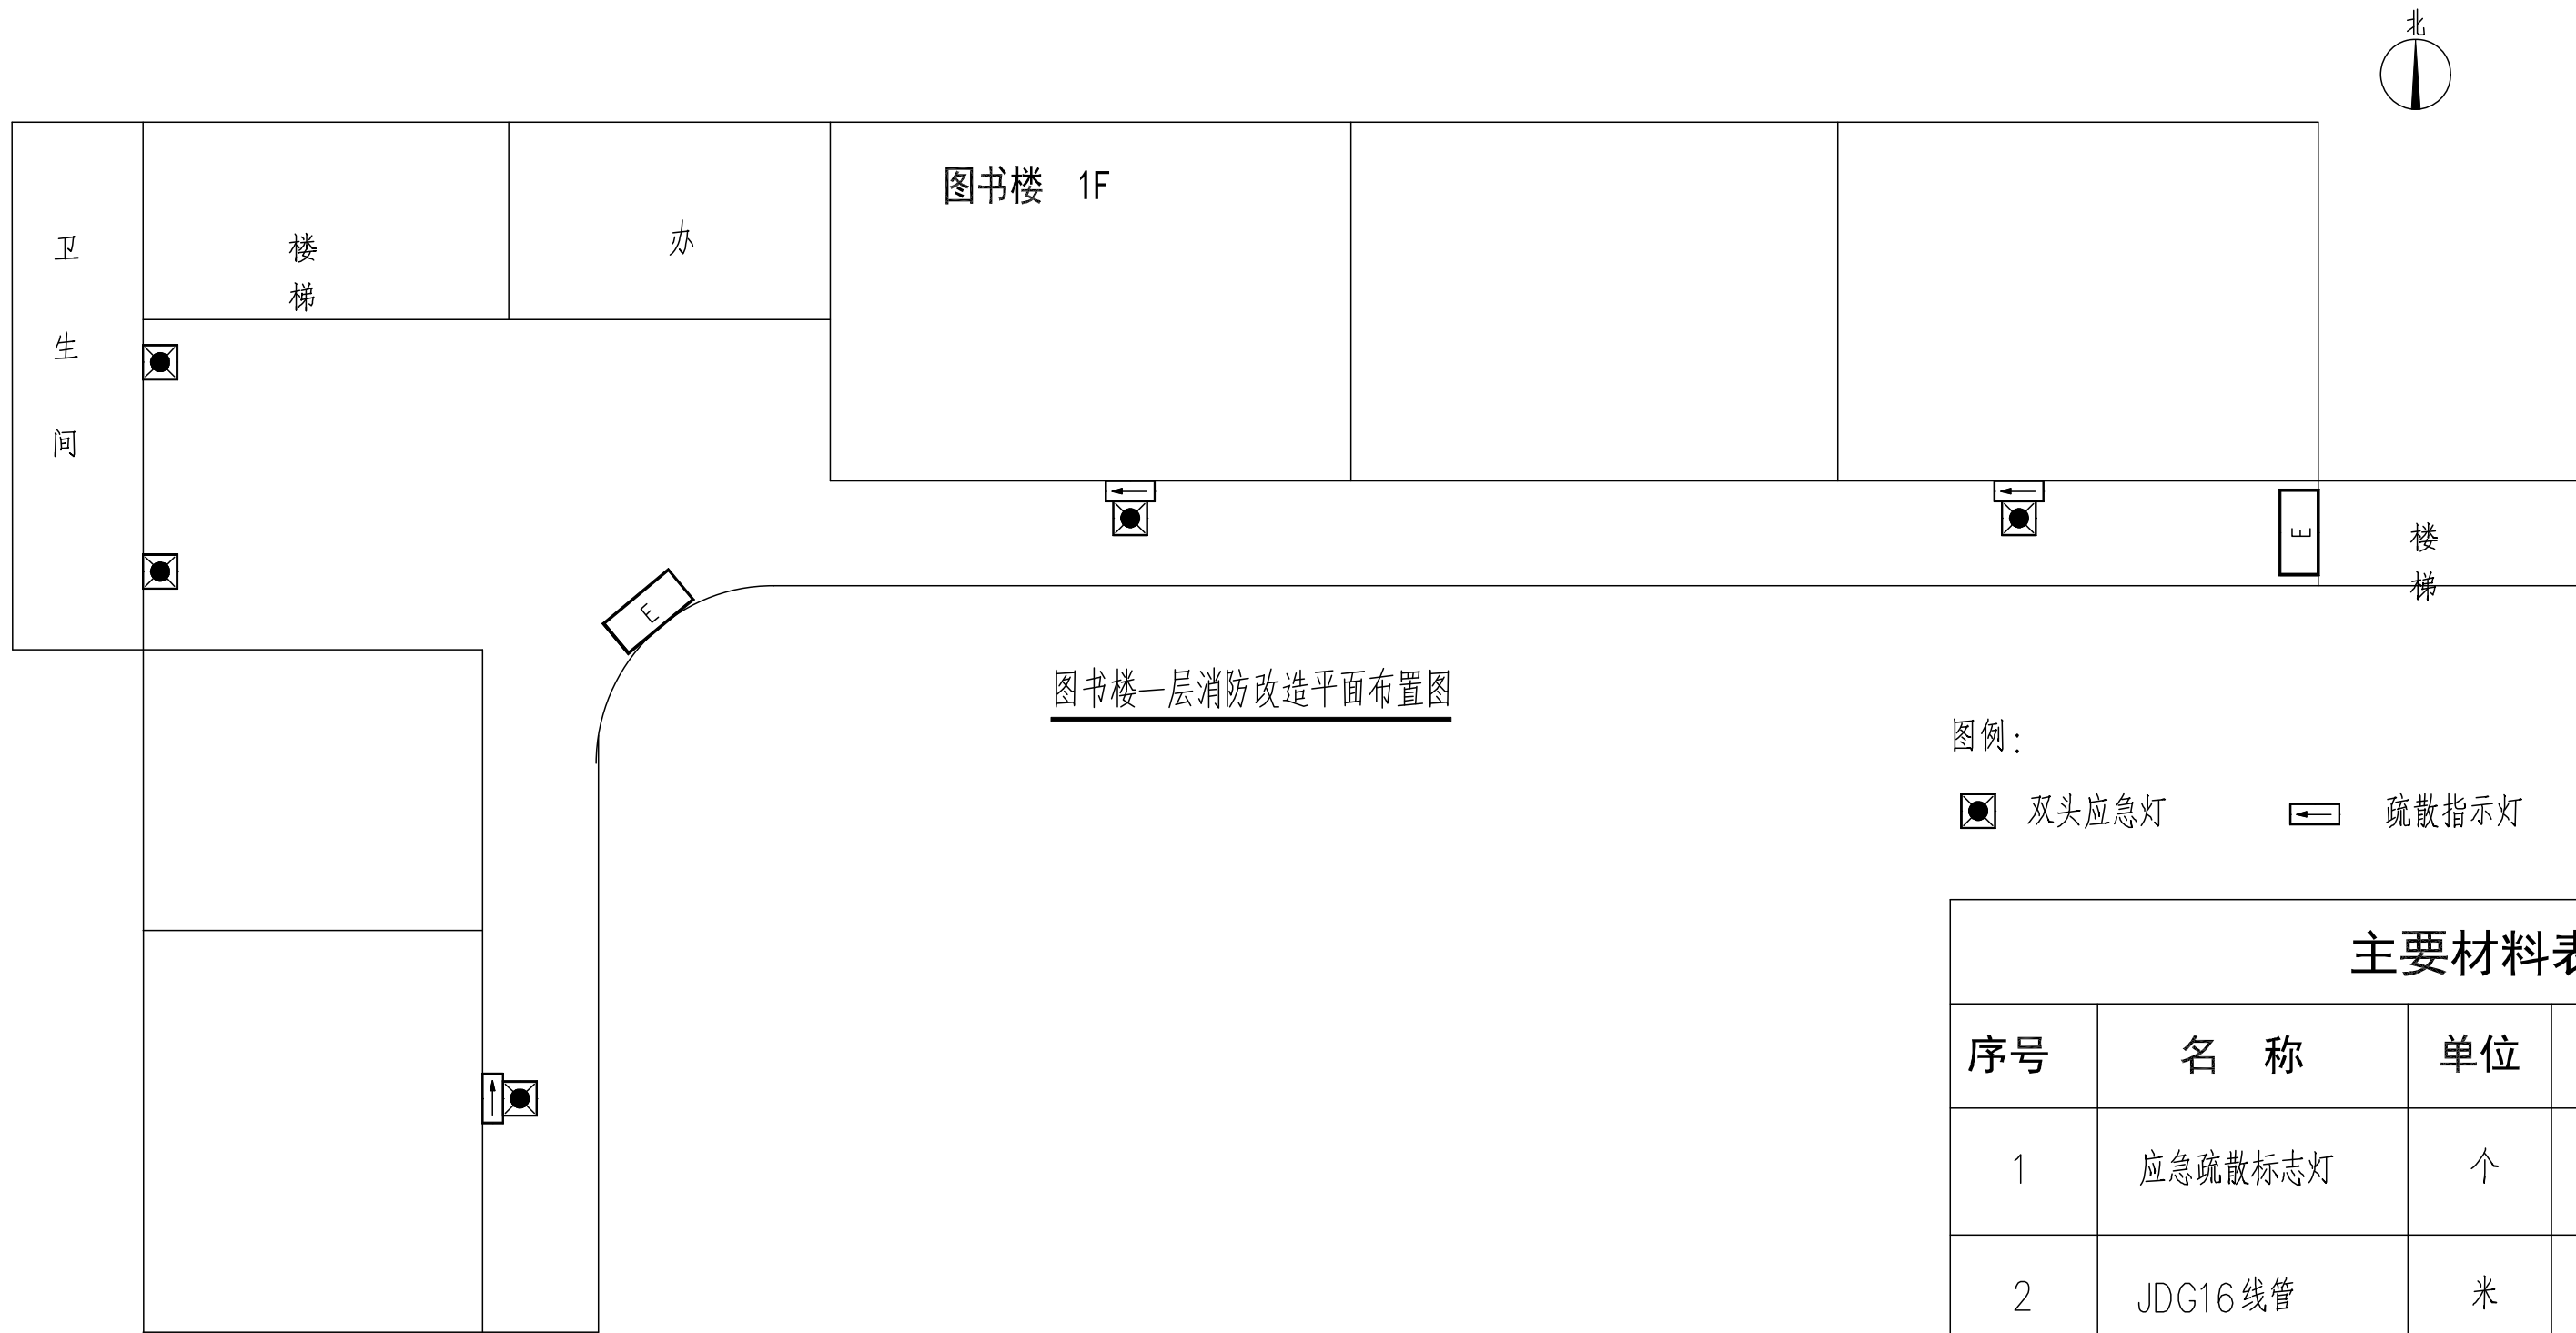 北
图书楼 1F
卫
生
间
楼
梯
办
E
E
楼
梯
图书楼一层消防改造平面布置图
图例：
双头应急灯 疏散指示灯
主要材料表
序号 名 称 单位
1 应急疏散标志灯 个
2 JDG16线管 米